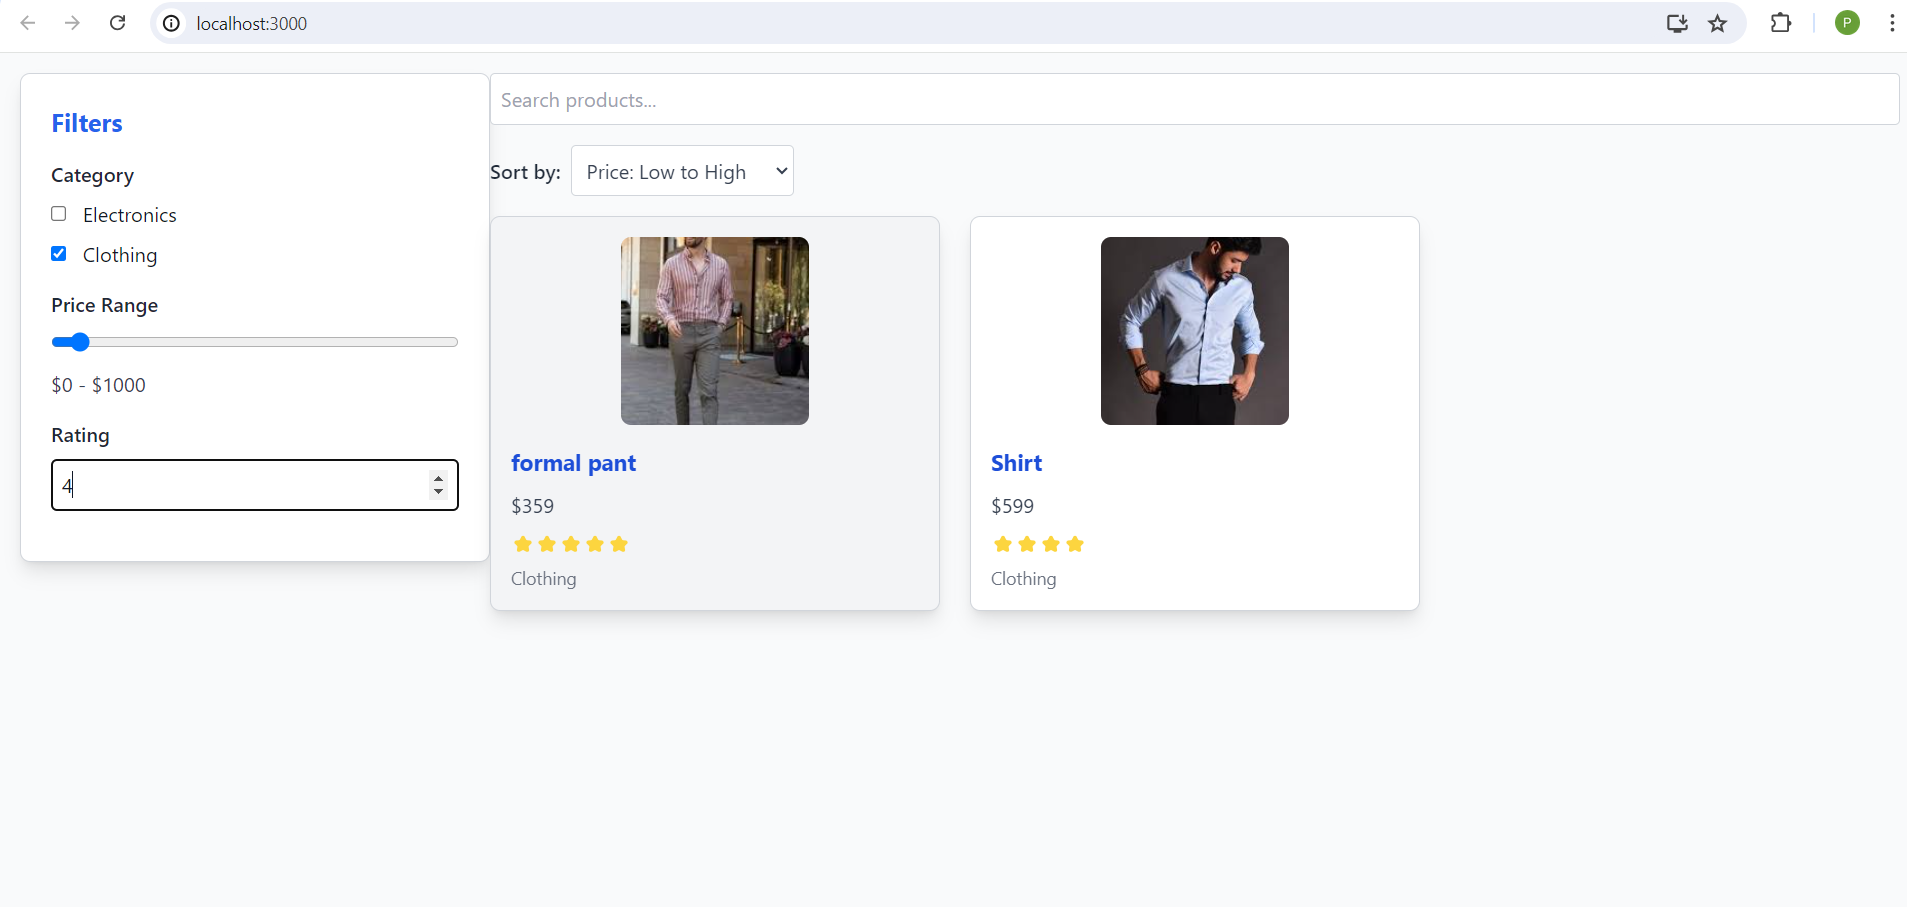 localhost:3000
P
Filters
Category
Electronics
Clothing
Price Range
$0 - $1000
Rating
4
Search products...
Sort by: Price: Low to High
formal pant
$359
Clothing
Shirt
$599
Clothing